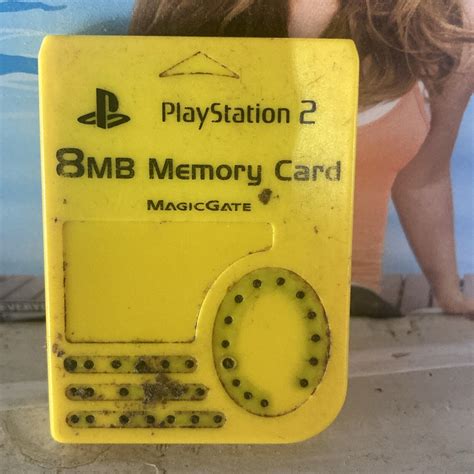 PlayStation 2
8MB Memory Card
MAGICGATE